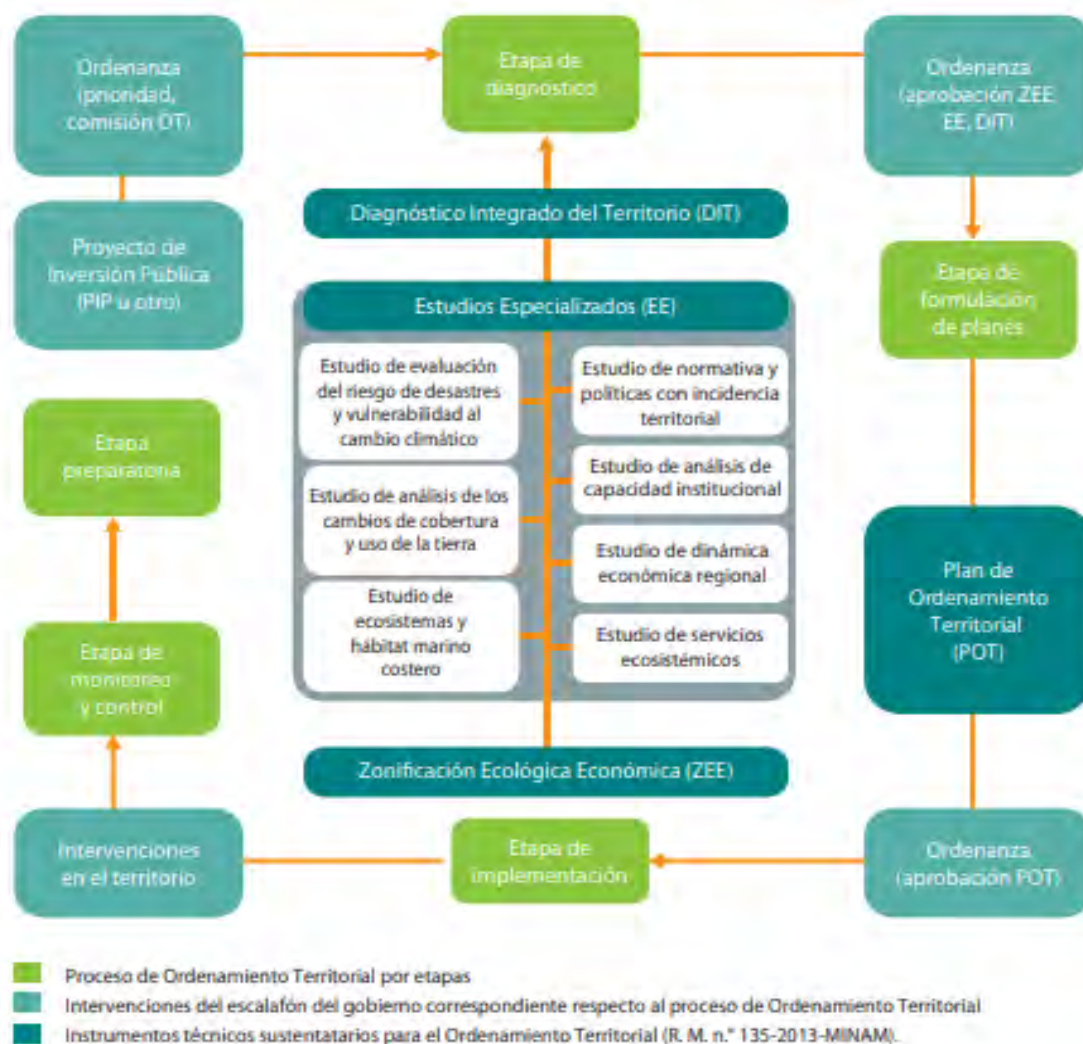 Ordenanza
(prioridad,
comisión OT)
Etapa de
diagnóstico
Ordenanza
(aprobación ZEE
EE, DIT)
Proyecto de
Inversión Pública
(PIP u otro)
Diagnóstico Integrado del Territorio (DIT)
Etapa de
formulación
de planes
Estudios Especializados (EE)
Estudio de evaluación
del riesgo de desastres
y vulnerabilidad al
cambio climático
Estudio de normativa y
políticas con incidencia
territorial
Estudio de análisis de los
cambios de cobertura
y uso de la tierra
Estudio de análisis de
capacidad institucional
Estudio de dinámica
económica regional
Estudio de
ecosistemas y
hábitat marino
costero
Estudio de servicios
ecosistémicos
Etapa
preparatoria
Etapa de
monitoreo
y control
Plan de
Ordenamiento
Territorial
(POT)
Zonificación Ecológica Económica (ZEE)
Intervenciones
en el territorio
Etapa de
implementación
Ordenanza
(aprobación POT)
Proceso de Ordenamiento Territorial por etapas
Intervenciones del escalafón del gobierno correspondiente respecto al proceso de Ordenamiento Territorial
Instrumentos técnicos sustentatarios para el Ordenamiento Territorial (R. M. n.° 135-2013-MINAM).